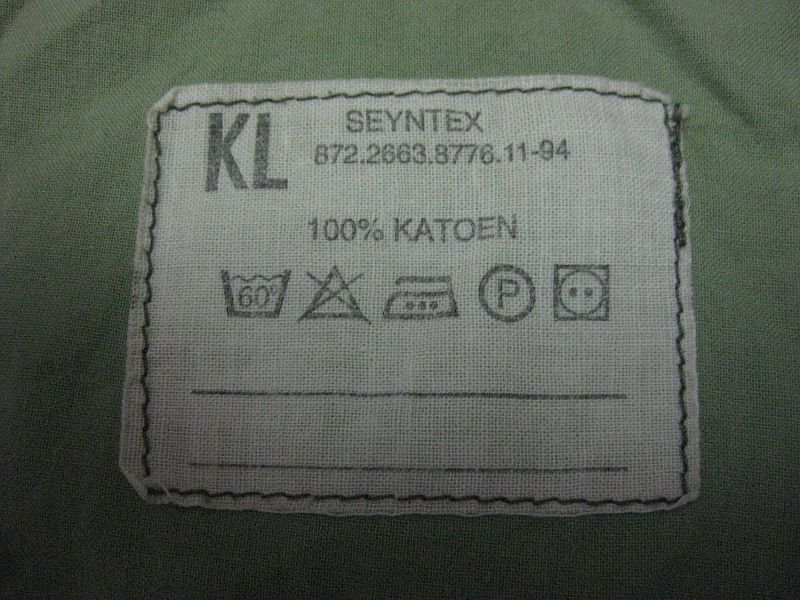 KL
SEYNTEX
872.2663.8776.11-94
100% KATOEN
60° P